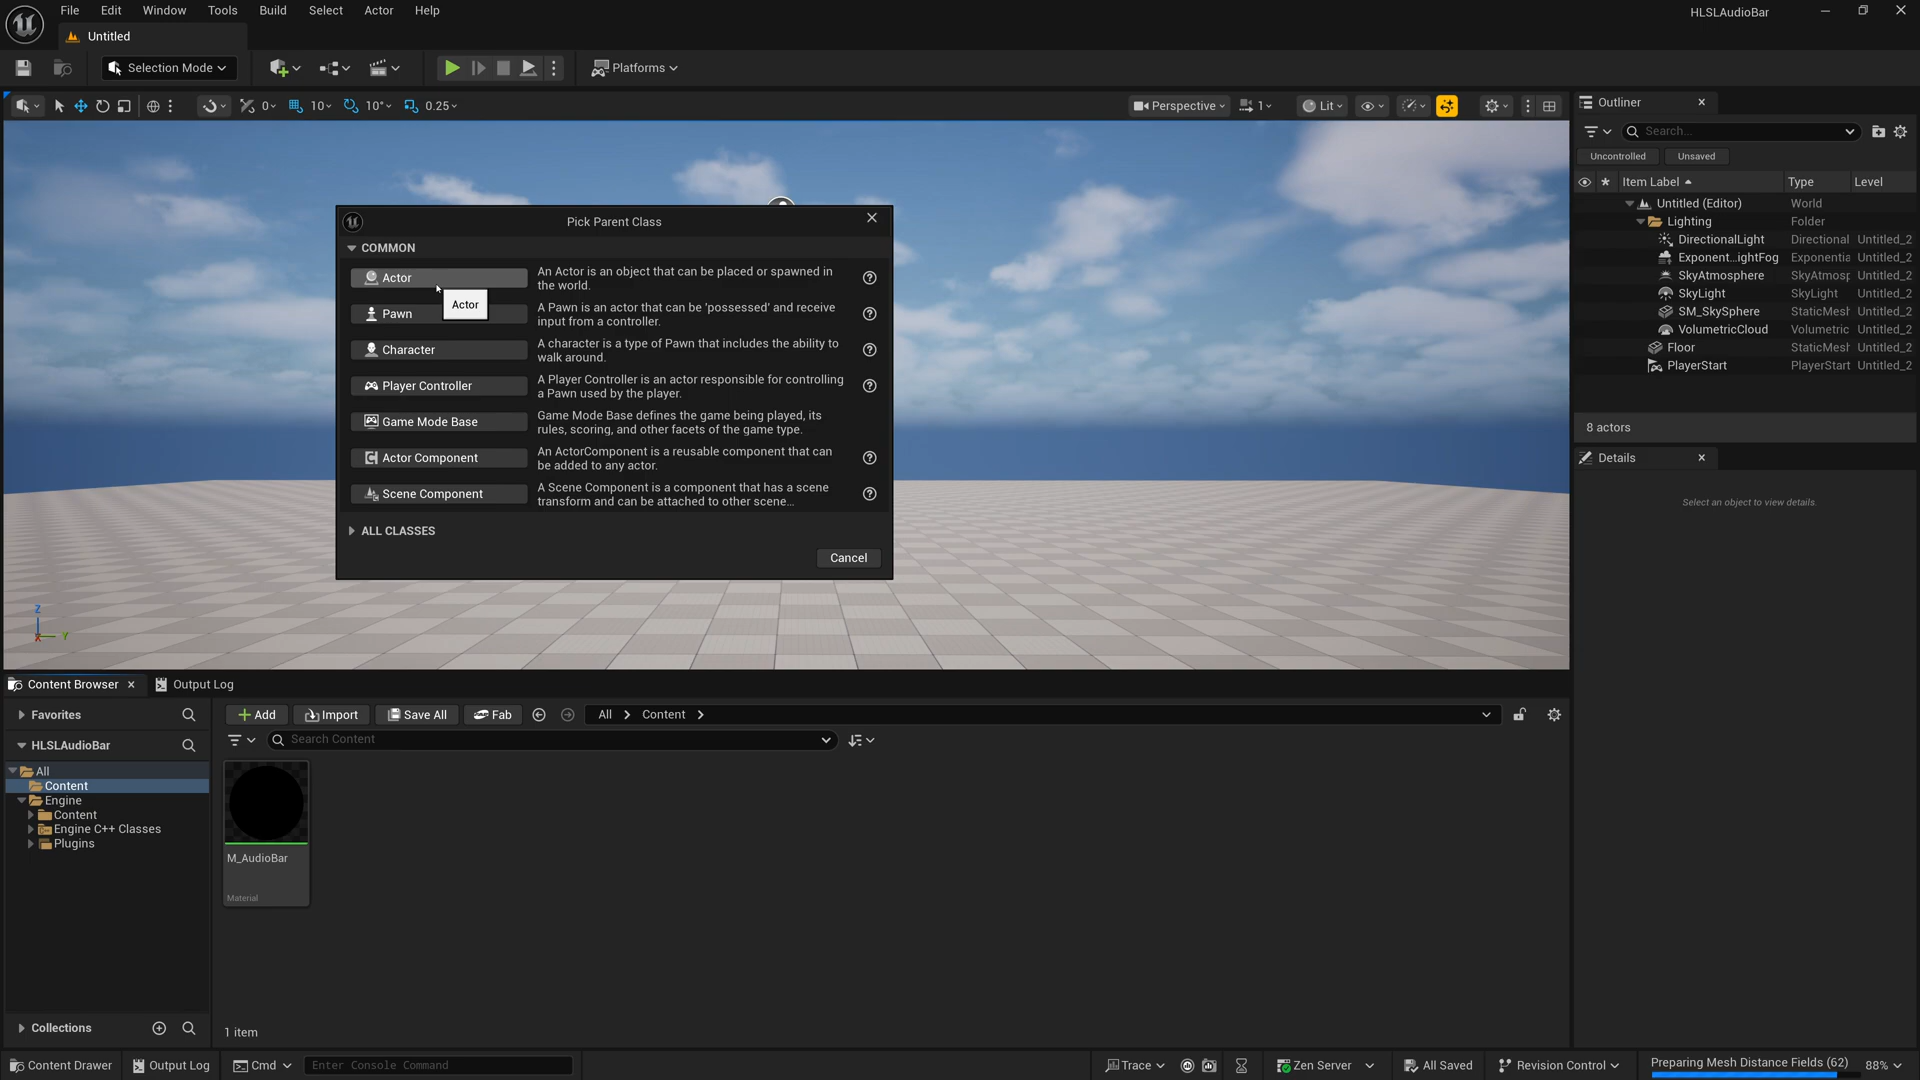 File Edit Window Tools Build Select Actor Help
HLSLAudioBar
Untitled
Selection Mode
Platforms
0 10 10° 0.25
Perspective 1 Lit
Outliner
Search...
Uncontrolled Unsaved
Item Label Type Level
Untitled (Editor) World
Lighting Folder
DirectionalLight Directional Untitled_2
Exponent...ightFog Exponentia Untitled_2
SkyAtmosphere SkyAtmosp Untitled_2
SkyLight SkyLight Untitled_2
SM_SkySphere StaticMesh Untitled_2
VolumetricCloud Volumetric Untitled_2
Floor StaticMesh Untitled_2
PlayerStart PlayerStart Untitled_2
8 actors
Details
Select an object to view details.
Pick Parent Class
COMMON
Actor
An Actor is an object that can be placed or spawned in
the world.
Actor
Pawn
A Pawn is an actor that can be 'possessed' and receive
input from a controller.
Character
A character is a type of Pawn that includes the ability to
walk around.
Player Controller
A Player Controller is an actor responsible for controlling
a Pawn used by the player.
Game Mode Base
Game Mode Base defines the game being played, its
rules, scoring, and other facets of the game type.
Actor Component
An ActorComponent is a reusable component that can
be added to any actor.
Scene Component
A Scene Component is a component that has a scene
transform and can be attached to other scene...
ALL CLASSES
Cancel
Z
X Y
Content Browser Output Log
Favorites
Add Import Save All Fab All Content
HLSLAudioBar
Search Content
All
Content
Engine
Content
Engine C++ Classes
Plugins
M_AudioBar
Material
Collections
1 item
Content Drawer Output Log Cmd Enter Console Command
Trace Zen Server All Saved Revision Control Preparing Mesh Distance Fields (62) 88%